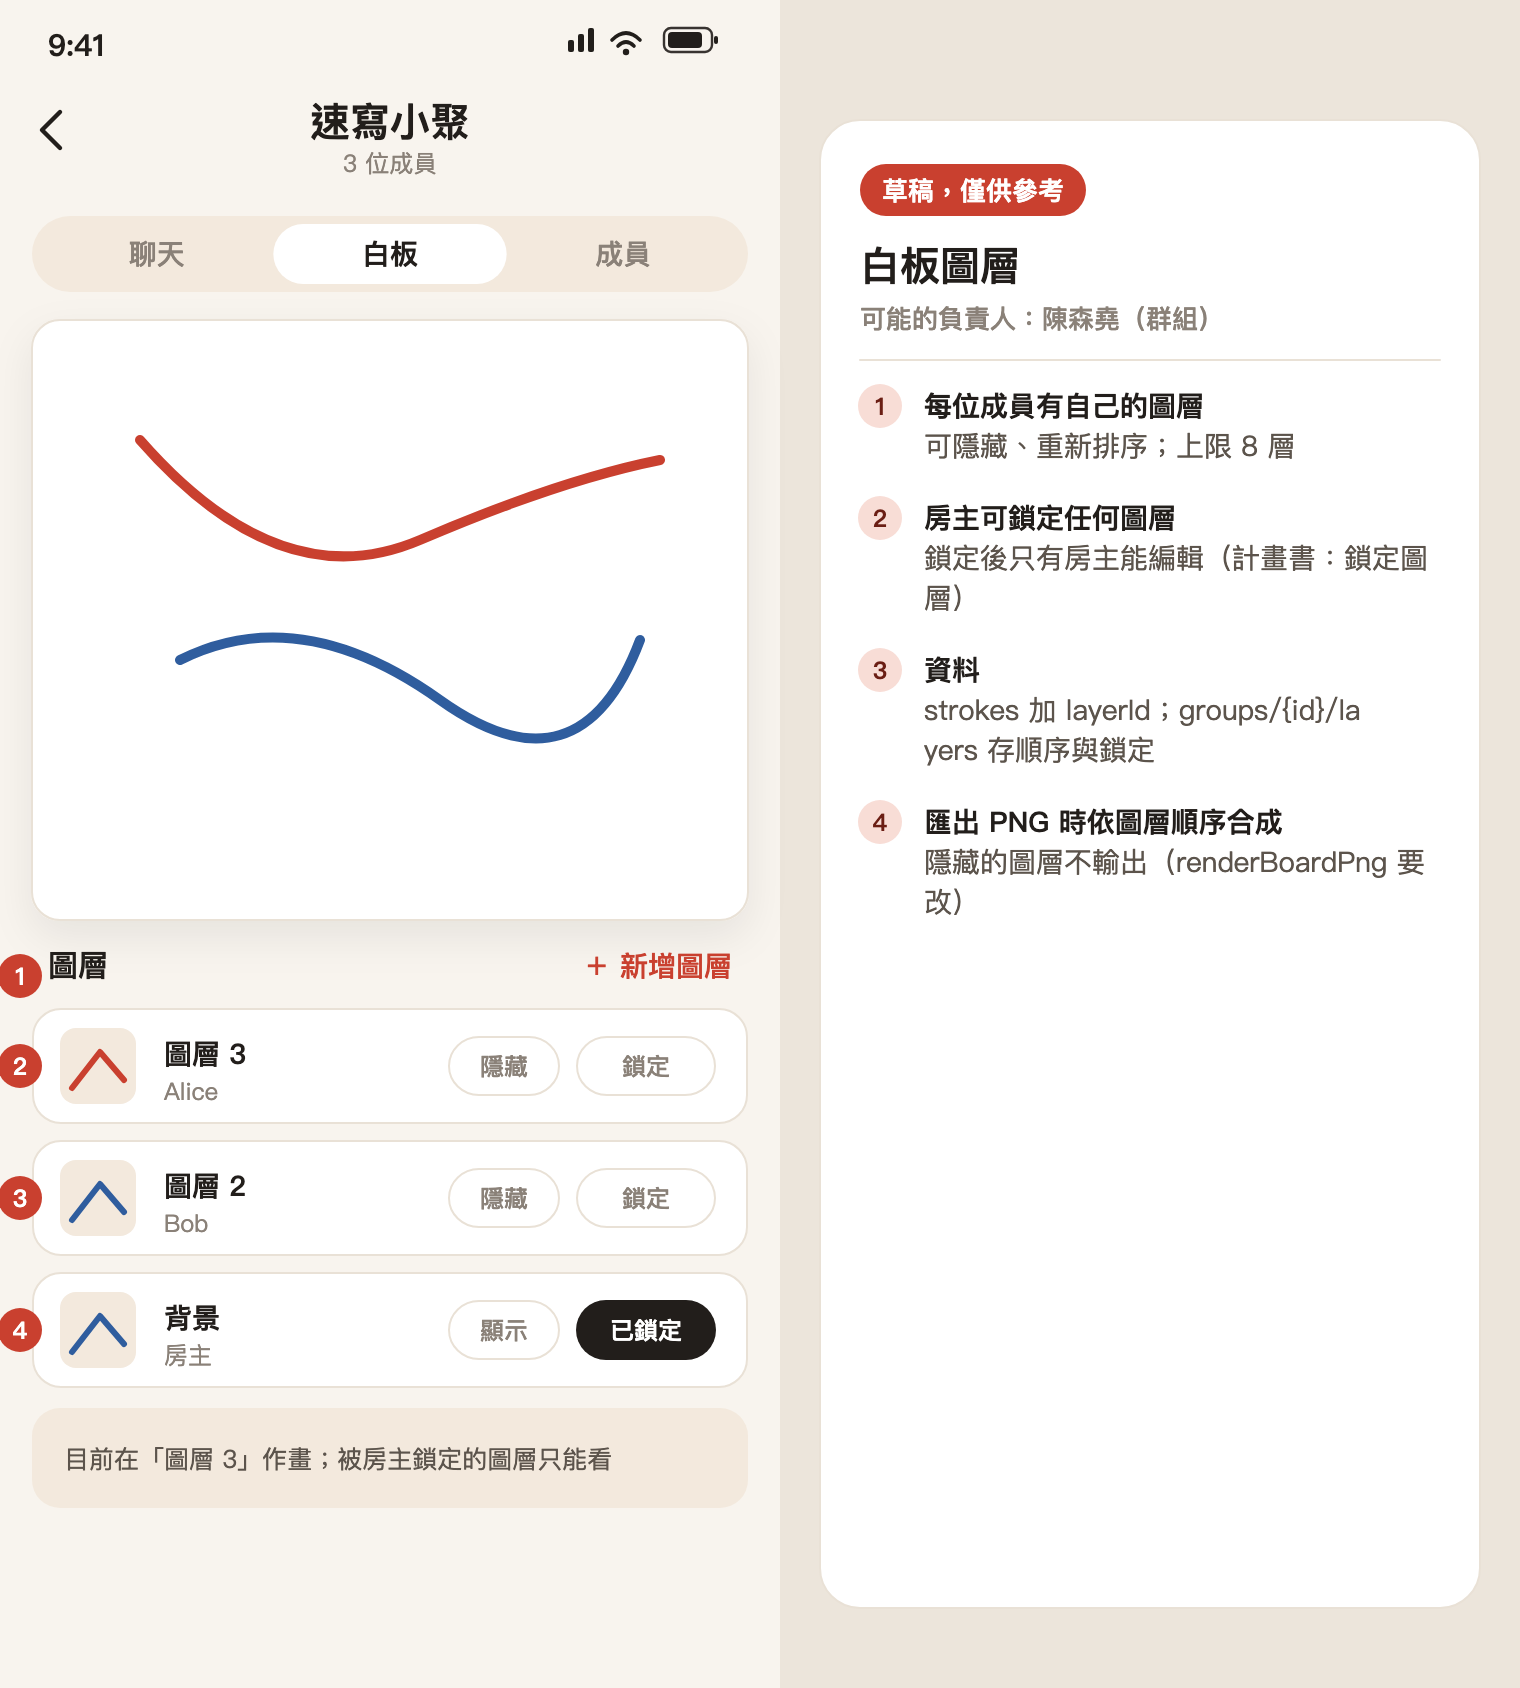 9:41
速寫小聚
3 位成員
聊天
白板
成員
1
圖層
+ 新增圖層
2
圖層 3
Alice
隱藏
鎖定
3
圖層 2
Bob
隱藏
鎖定
4
背景
房主
顯示
已鎖定
目前在「圖層 3」作畫；被房主鎖定的圖層只能看
草稿，僅供參考
白板圖層
可能的負責人：陳森堯（群組）
1
每位成員有自己的圖層
可隱藏、重新排序；上限 8 層
2
房主可鎖定任何圖層
鎖定後只有房主能編輯（計畫書：鎖定圖
層）
3
資料
strokes 加 layerId；groups/{id}/la
yers 存順序與鎖定
4
匯出 PNG 時依圖層順序合成
隱藏的圖層不輸出（renderBoardPng 要
改）